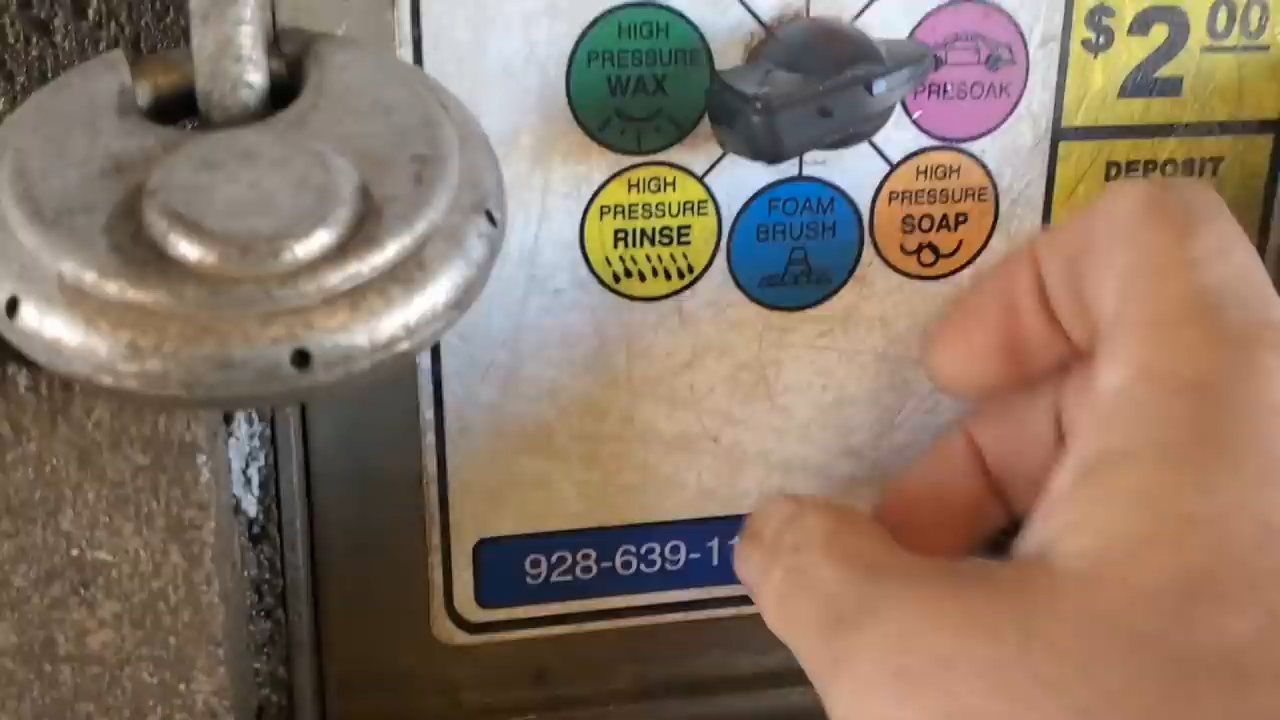 HIGH
PRESSURE
WAX
PRESOAK
$2.00
DEPOSIT
HIGH
PRESSURE
RINSE
FOAM
BRUSH
HIGH
PRESSURE
SOAP
928-639-11